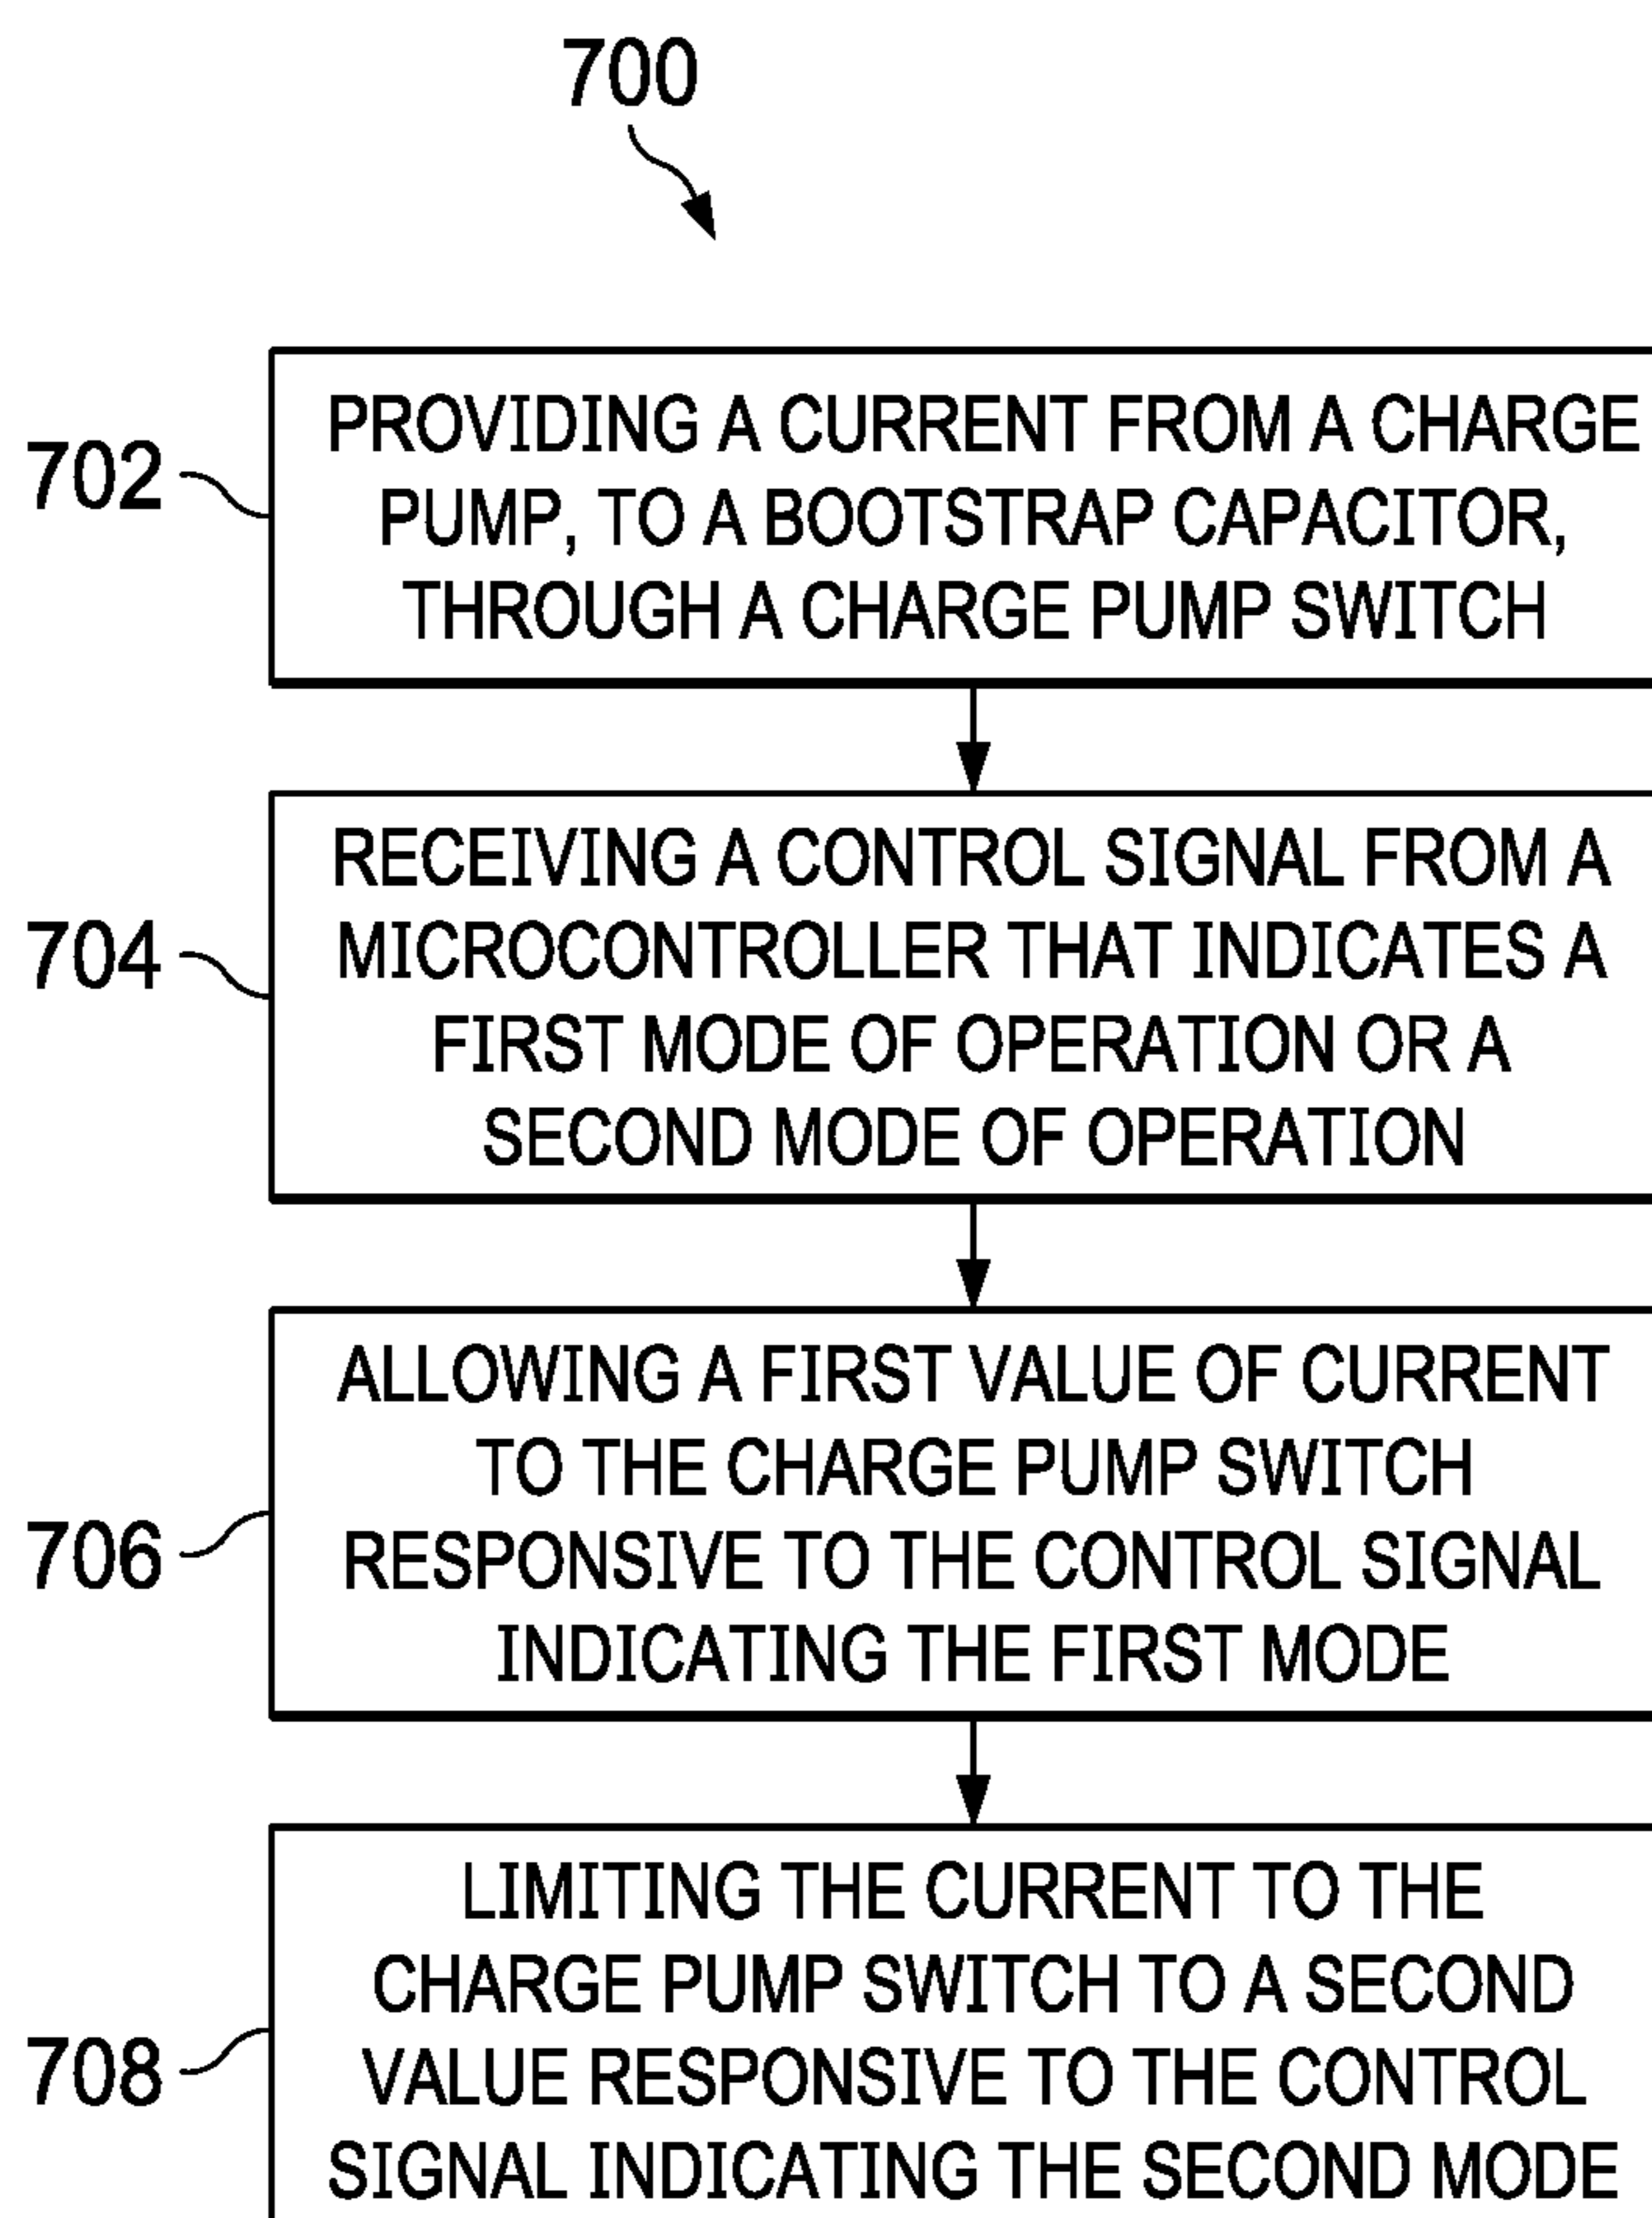 700
702
PROVIDING A CURRENT FROM A CHARGE
PUMP, TO A BOOTSTRAP CAPACITOR,
THROUGH A CHARGE PUMP SWITCH
704
RECEIVING A CONTROL SIGNAL FROM A
MICROCONTROLLER THAT INDICATES A
FIRST MODE OF OPERATION OR A
SECOND MODE OF OPERATION
706
ALLOWING A FIRST VALUE OF CURRENT
TO THE CHARGE PUMP SWITCH
RESPONSIVE TO THE CONTROL SIGNAL
INDICATING THE FIRST MODE
708
LIMITING THE CURRENT TO THE
CHARGE PUMP SWITCH TO A SECOND
VALUE RESPONSIVE TO THE CONTROL
SIGNAL INDICATING THE SECOND MODE